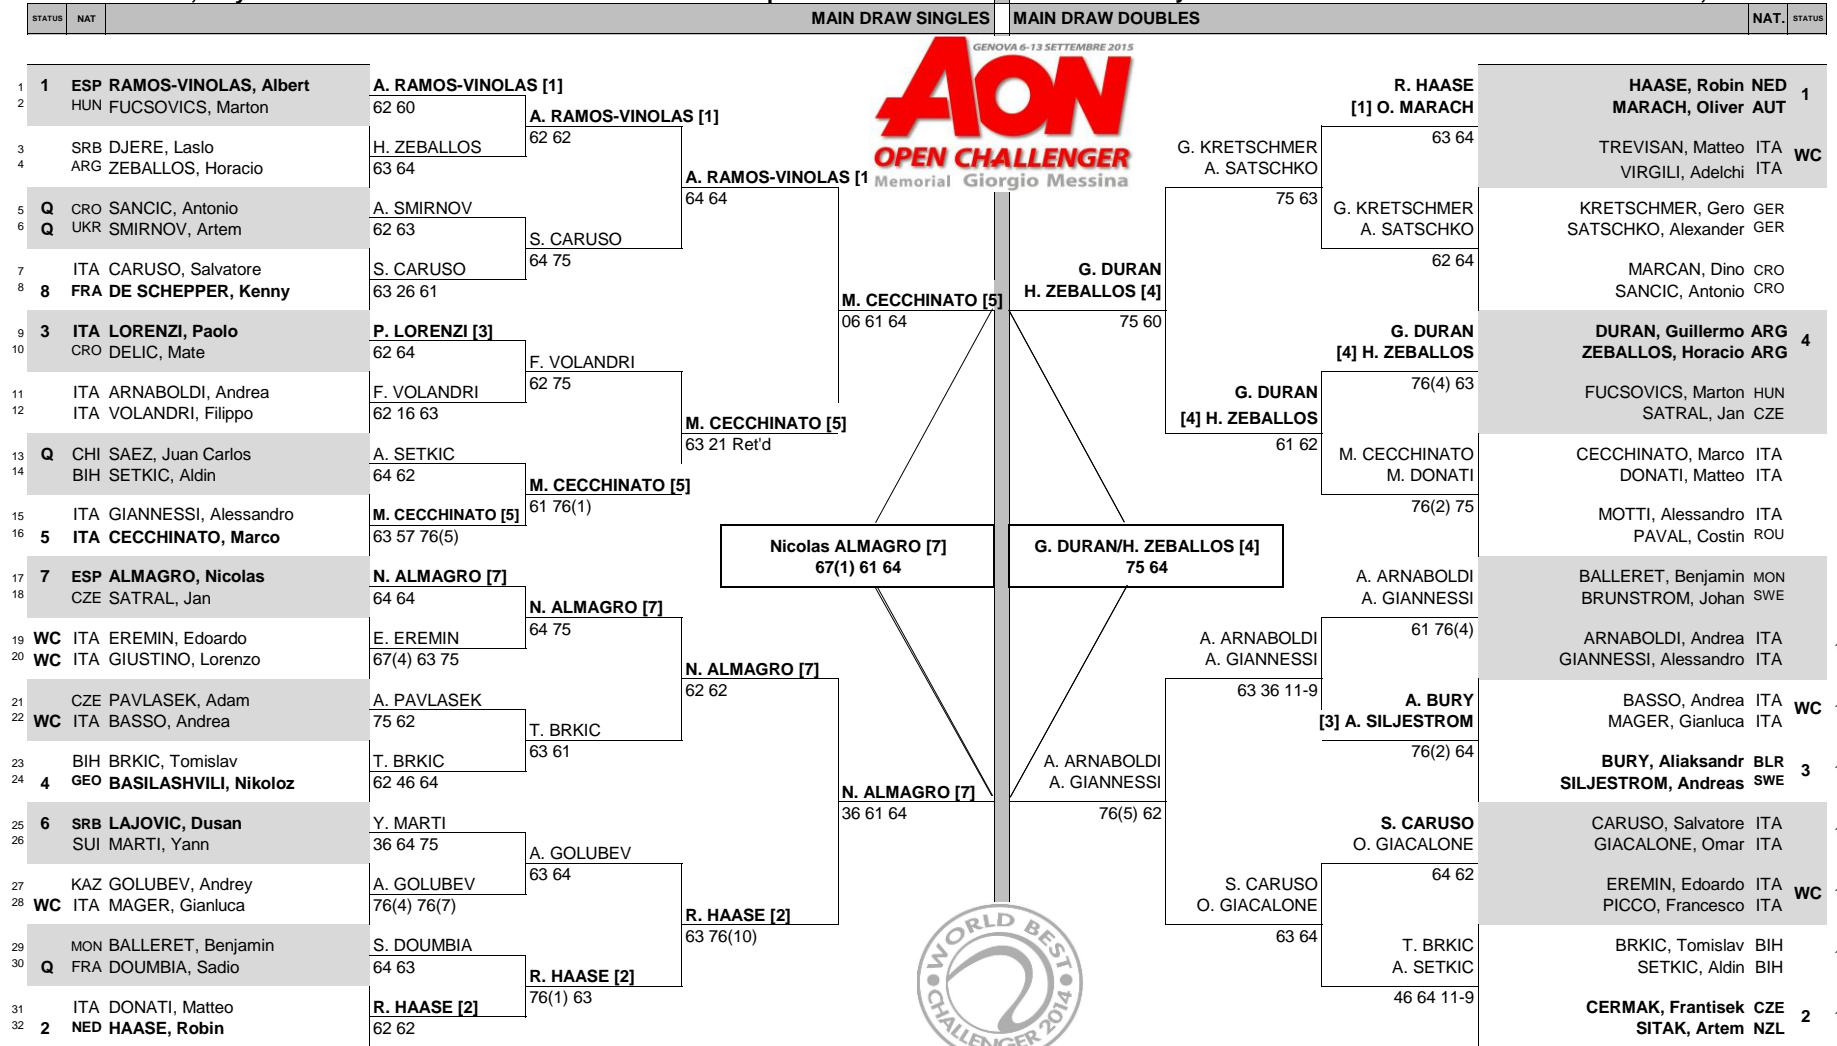 STATUS NAT MAIN DRAW SINGLES MAIN DRAW DOUBLES NAT. STATUS
GENOVA 6-13 SETTEMBRE 2015
AON
OPEN CHALLENGER
Memorial Giorgio Messina
1 1 ESP RAMOS-VINOLAS, Albert
2 HUN FUCSOVICS, Marton
3 SRB DJERE, Laslo
4 ARG ZEBALLOS, Horacio
5 Q CRO SANCIC, Antonio
6 Q UKR SMIRNOV, Artem
7 ITA CARUSO, Salvatore
8 8 FRA DE SCHEPPER, Kenny
9 3 ITA LORENZI, Paolo
10 CRO DELIC, Mate
11 ITA ARNABOLDI, Andrea
12 ITA VOLANDRI, Filippo
13 Q CHI SAEZ, Juan Carlos
14 BIH SETKIC, Aldin
15 ITA GIANNESSI, Alessandro
16 5 ITA CECCHINATO, Marco
17 7 ESP ALMAGRO, Nicolas
18 CZE SATRAL, Jan
19 WC ITA EREMIN, Edoardo
20 WC ITA GIUSTINO, Lorenzo
21 CZE PAVLASEK, Adam
22 WC ITA BASSO, Andrea
23 BIH BRKIC, Tomislav
24 4 GEO BASILASHVILI, Nikoloz
25 6 SRB LAJOVIC, Dusan
26 SUI MARTI, Yann
27 KAZ GOLUBEV, Andrey
28 WC ITA MAGER, Gianluca
29 MON BALLERET, Benjamin
30 Q FRA DOUMBIA, Sadio
31 ITA DONATI, Matteo
32 2 NED HAASE, Robin
A. RAMOS-VINOLAS [1]
62 60
H. ZEBALLOS
63 64
A. SMIRNOV
62 63
S. CARUSO
63 26 61
P. LORENZI [3]
62 64
F. VOLANDRI
62 16 63
A. SETKIC
64 62
M. CECCHINATO [5]
63 57 76(5)
N. ALMAGRO [7]
64 64
E. EREMIN
67(4) 63 75
A. PAVLASEK
75 62
T. BRKIC
62 46 64
Y. MARTI
36 64 75
A. GOLUBEV
76(4) 76(7)
S. DOUMBIA
64 63
R. HAASE [2]
62 62
A. RAMOS-VINOLAS [1]
62 62
S. CARUSO
64 75
F. VOLANDRI
62 75
M. CECCHINATO [5]
61 76(1)
N. ALMAGRO [7]
64 75
T. BRKIC
63 61
A. GOLUBEV
63 64
R. HAASE [2]
76(1) 63
A. RAMOS-VINOLAS [1
64 64
M. CECCHINATO [5]
63 21 Ret'd
N. ALMAGRO [7]
62 62
R. HAASE [2]
63 76(10)
M. CECCHINATO [5]
06 61 64
N. ALMAGRO [7]
36 61 64
Nicolas ALMAGRO [7]
67(1) 61 64
G. DURAN/H. ZEBALLOS [4]
75 64
G. DURAN
H. ZEBALLOS [4]
75 60
A. ARNABOLDI
A. GIANNESSI
76(5) 62
G. KRETSCHMER
A. SATSCHKO
75 63
G. DURAN
[4] H. ZEBALLOS
61 62
A. ARNABOLDI
A. GIANNESSI
63 36 11-9
S. CARUSO
O. GIACALONE
63 64
R. HAASE
[1] O. MARACH
63 64
G. KRETSCHMER
A. SATSCHKO
62 64
G. DURAN
[4] H. ZEBALLOS
76(4) 63
M. CECCHINATO
M. DONATI
76(2) 75
A. ARNABOLDI
A. GIANNESSI
61 76(4)
A. BURY
[3] A. SILJESTROM
76(2) 64
S. CARUSO
O. GIACALONE
64 62
T. BRKIC
A. SETKIC
46 64 11-9
HAASE, Robin NED 1
MARACH, Oliver AUT
TREVISAN, Matteo ITA WC
VIRGILI, Adelchi ITA
KRETSCHMER, Gero GER
SATSCHKO, Alexander GER
MARCAN, Dino CRO
SANCIC, Antonio CRO
DURAN, Guillermo ARG 4
ZEBALLOS, Horacio ARG
FUCSOVICS, Marton HUN
SATRAL, Jan CZE
CECCHINATO, Marco ITA
DONATI, Matteo ITA
MOTTI, Alessandro ITA
PAVAL, Costin ROU
BALLERET, Benjamin MON
BRUNSTROM, Johan SWE
ARNABOLDI, Andrea ITA
GIANNESSI, Alessandro ITA
BASSO, Andrea ITA WC
MAGER, Gianluca ITA
BURY, Aliaksandr BLR 3
SILJESTROM, Andreas SWE
CARUSO, Salvatore ITA
GIACALONE, Omar ITA
EREMIN, Edoardo ITA WC
PICCO, Francesco ITA
BRKIC, Tomislav BIH
SETKIC, Aldin BIH
CERMAK, Frantisek CZE 2
SITAK, Artem NZL
WORLD BEST
CHALLENGER 2014